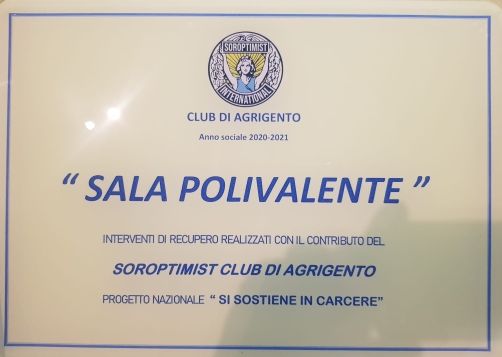 SOROPTIMIST
INTERNATIONAL
CLUB DI AGRIGENTO
Anno sociale 2020-2021
“ SALA POLIVALENTE ”
INTERVENTI DI RECUPERO REALIZZATI CON IL CONTRIBUTO DEL
SOROPTIMIST CLUB DI AGRIGENTO
PROGETTO NAZIONALE “ SI SOSTIENE IN CARCERE”